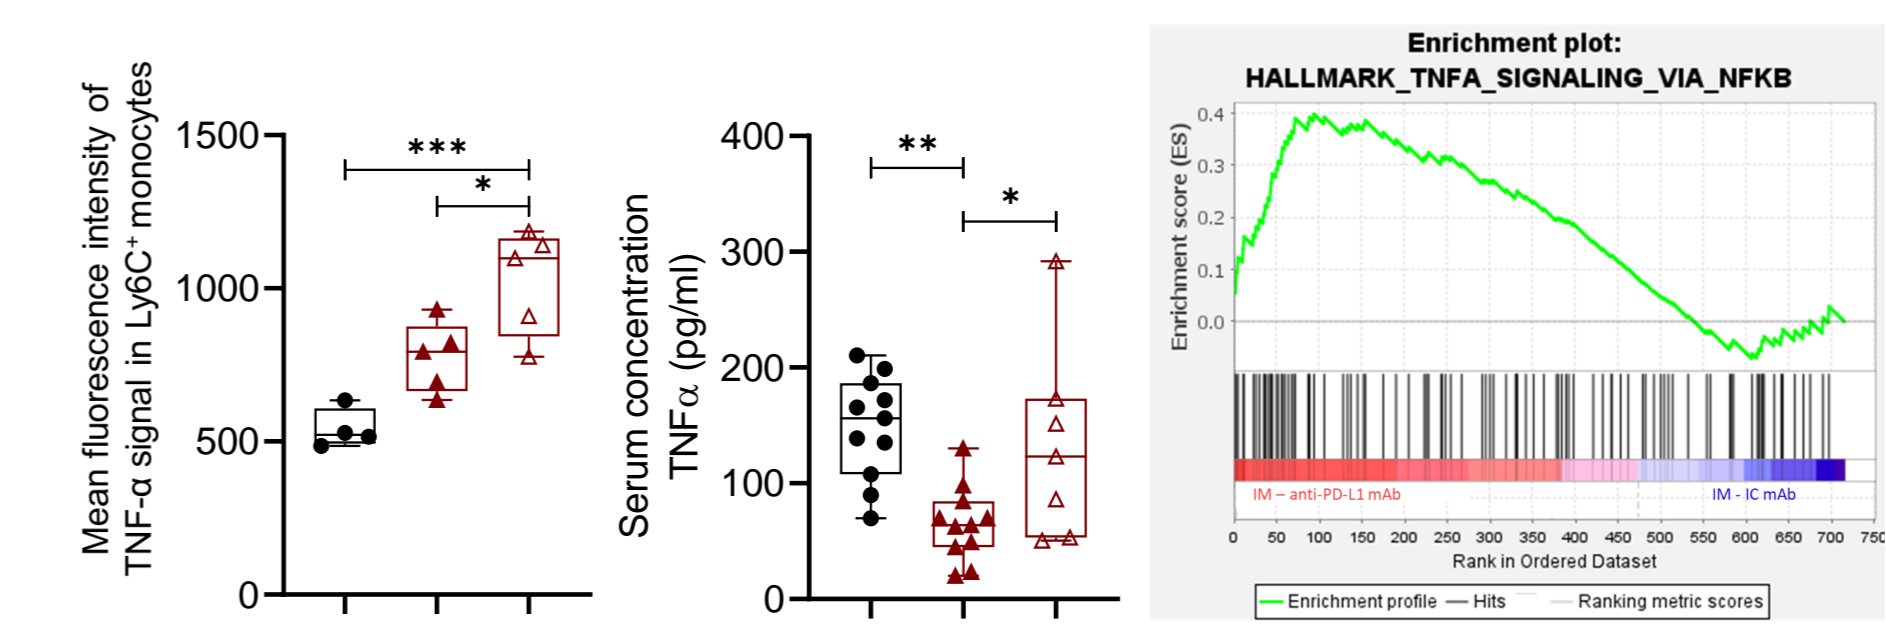 Mean fluorescence intensity of
TNF-α signal in Ly6C⁺ monocytes
1500
1000
500
0
***
*
Serum concentration
TNFα (pg/ml)
400
300
200
100
0
**
*
Enrichment plot:
HALLMARK_TNFA_SIGNALING_VIA_NFKB
Enrichment score (ES)
0.4
0.3
0.2
0.1
0.0
IM – anti-PD-L1 mAb
IM - IC mAb
0 50 100 150 200 250 300 350 400 450 500 550 600 650 700 750
Rank in Ordered Dataset
Enrichment profile Hits Ranking metric scores